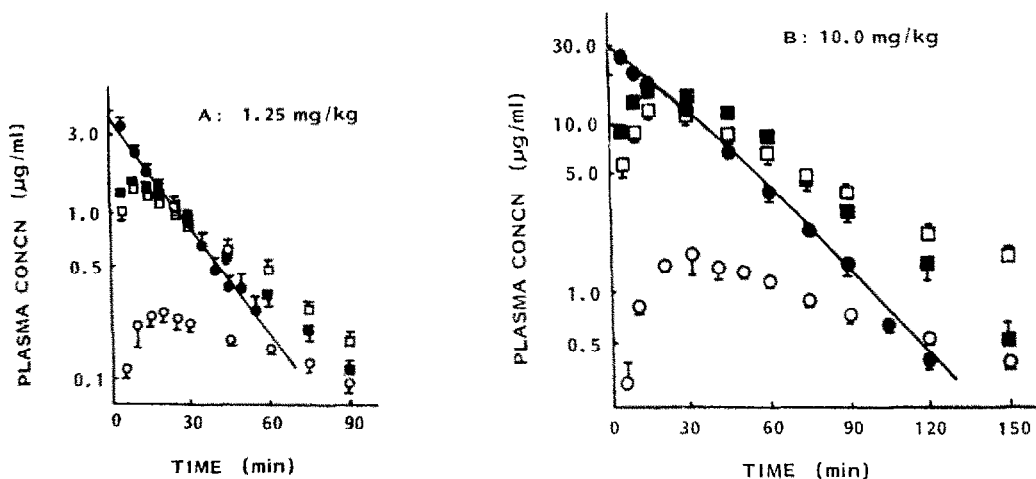 A: 1.25 mg/kg
PLASMA CONCN (µg/ml)
3.0
1.0
0.5
0.1
0 30 60 90
TIME (min)
B: 10.0 mg/kg
PLASMA CONCN (µg/ml)
30.0
10.0
5.0
1.0
0.5
0 30 60 90 120 150
TIME (min)